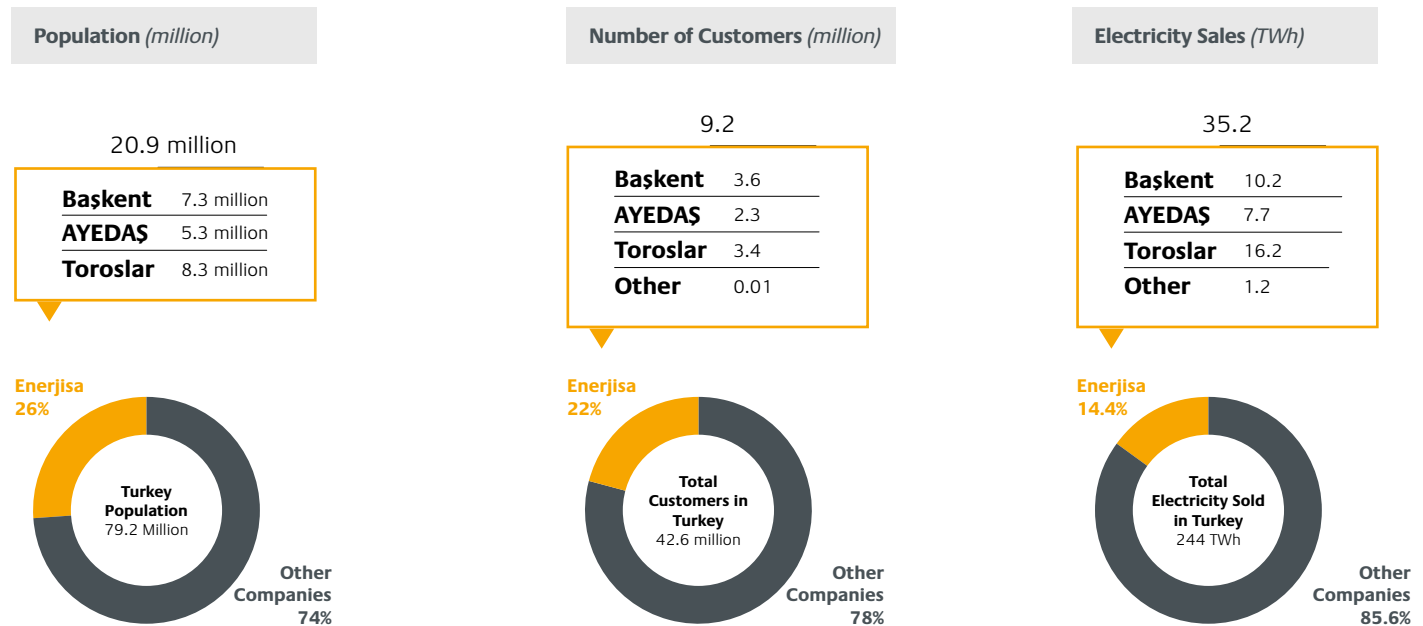 Population (million)
20.9 million
Başkent 7.3 million
AYEDAŞ 5.3 million
Toroslar 8.3 million
Enerjisa
26%
Turkey
Population
79.2 Million
Other
Companies
74%
Number of Customers (million)
9.2
Başkent 3.6
AYEDAŞ 2.3
Toroslar 3.4
Other 0.01
Enerjisa
22%
Total
Customers in
Turkey
42.6 million
Other
Companies
78%
Electricity Sales (TWh)
35.2
Başkent 10.2
AYEDAŞ 7.7
Toroslar 16.2
Other 1.2
Enerjisa
14.4%
Total
Electricity Sold
in Turkey
244 TWh
Other
Companies
85.6%